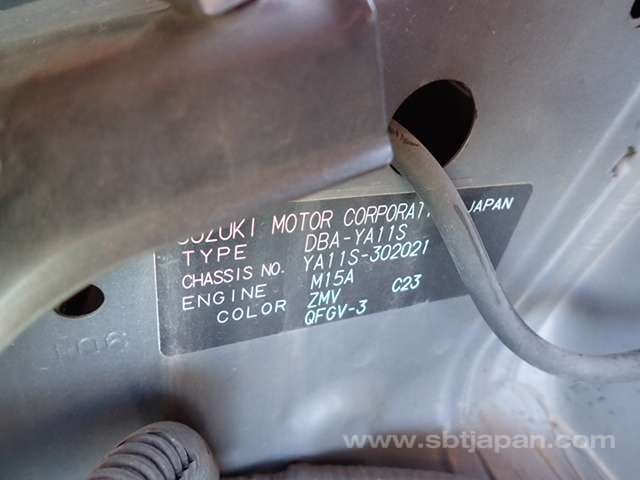 SUZUKI MOTOR CORPORATION JAPAN
TYPE DBA-YA11S
CHASSIS NO. YA11S-302021
ENGINE M15A
COLOR ZMV C23
QFGV-3
www.sbtjapan.com